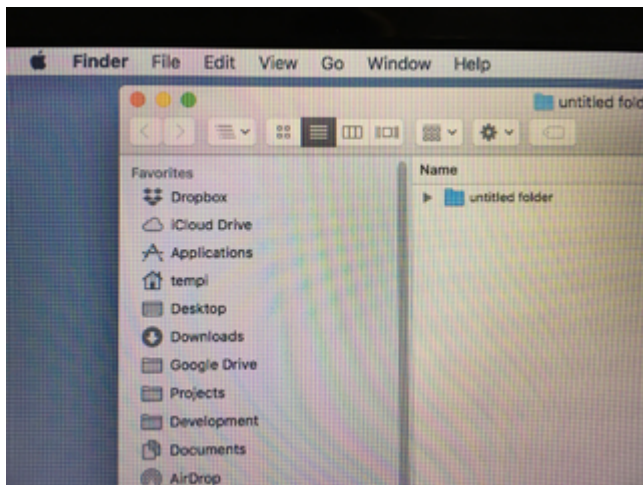 Finder File Edit View Go Window Help
untitled fold
Favorites
Name
Dropbox
untitled folder
iCloud Drive
Applications
tempi
Desktop
Downloads
Google Drive
Projects
Development
Documents
AirDrop